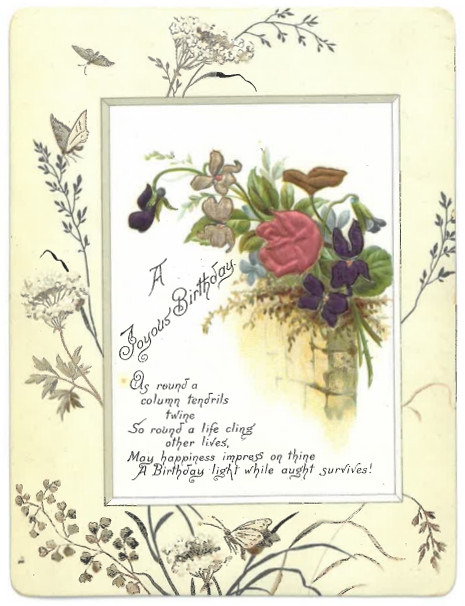 A
Joyous Birthday.
As round a
column tendrils
twine
So round a life cling
other lives,
May happiness impress on thine
A Birthday light while aught survives!